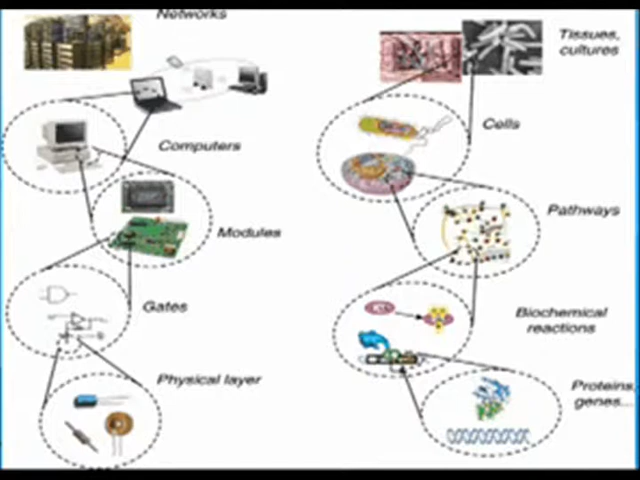 Networks
Tissues,
cultures
Computers
Cells
Modules
Pathways
Gates
Biochemical
reactions
Physical layer
Proteins,
genes...